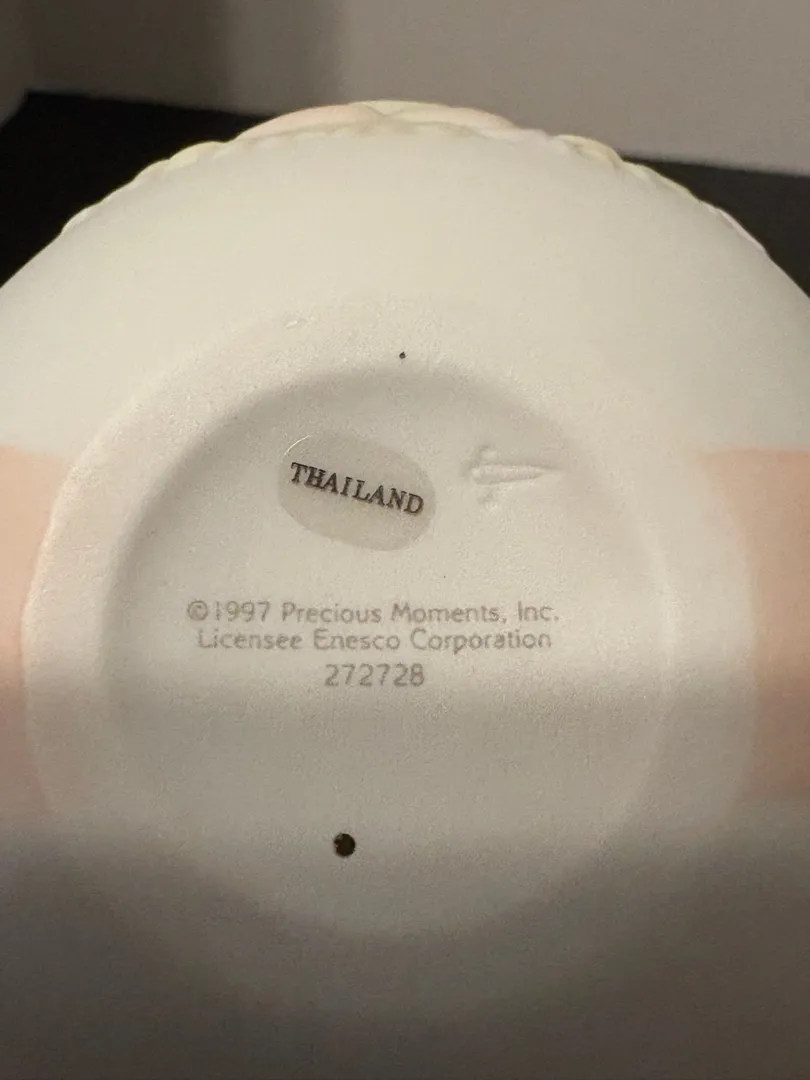 THAILAND
©1997 Precious Moments, Inc.
Licensee Enesco Corporation
272728